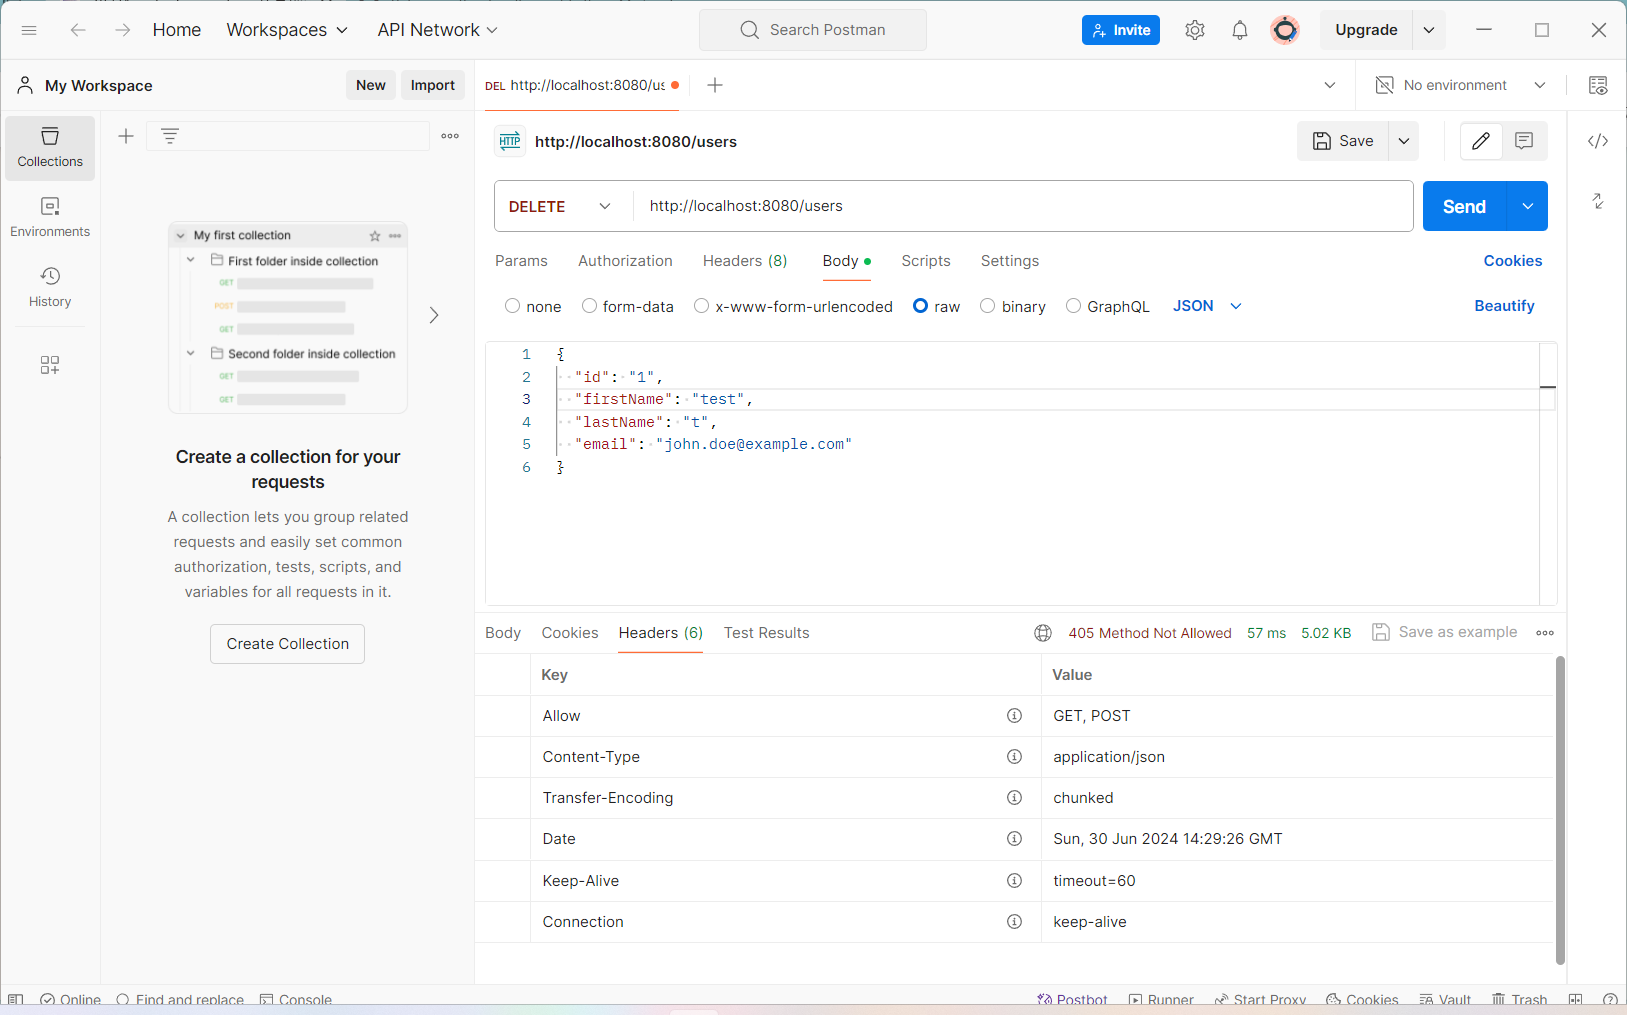 Home Workspaces API Network Search Postman Invite Upgrade
My Workspace New Import DEL http://localhost:8080/us No environment
Collections
Environments
History
My first collection
First folder inside collection
GET
POST
GET
Second folder inside collection
GET
GET
Create a collection for your
requests
A collection lets you group related
requests and easily set common
authorization, tests, scripts, and
variables for all requests in it.
Create Collection
HTTP http://localhost:8080/users Save
DELETE http://localhost:8080/users Send
Params Authorization Headers (8) Body Scripts Settings Cookies
none form-data x-www-form-urlencoded raw binary GraphQL JSON Beautify
1 {
2 "id": "1",
3 "firstName": "test",
4 "lastName": "t",
5 "email": "john.doe@example.com"
6 }
Body Cookies Headers (6) Test Results 405 Method Not Allowed 57 ms 5.02 KB Save as example
Key Value
Allow GET, POST
Content-Type application/json
Transfer-Encoding chunked
Date Sun, 30 Jun 2024 14:29:26 GMT
Keep-Alive timeout=60
Connection keep-alive
Online Find and replace Console Postbot Runner Start Proxy Cookies Vault Trash